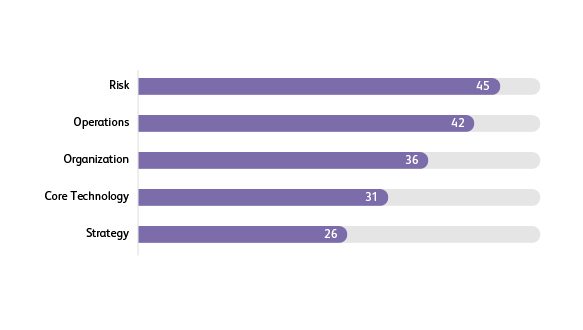 Risk 45
Operations 42
Organization 36
Core Technology 31
Strategy 26